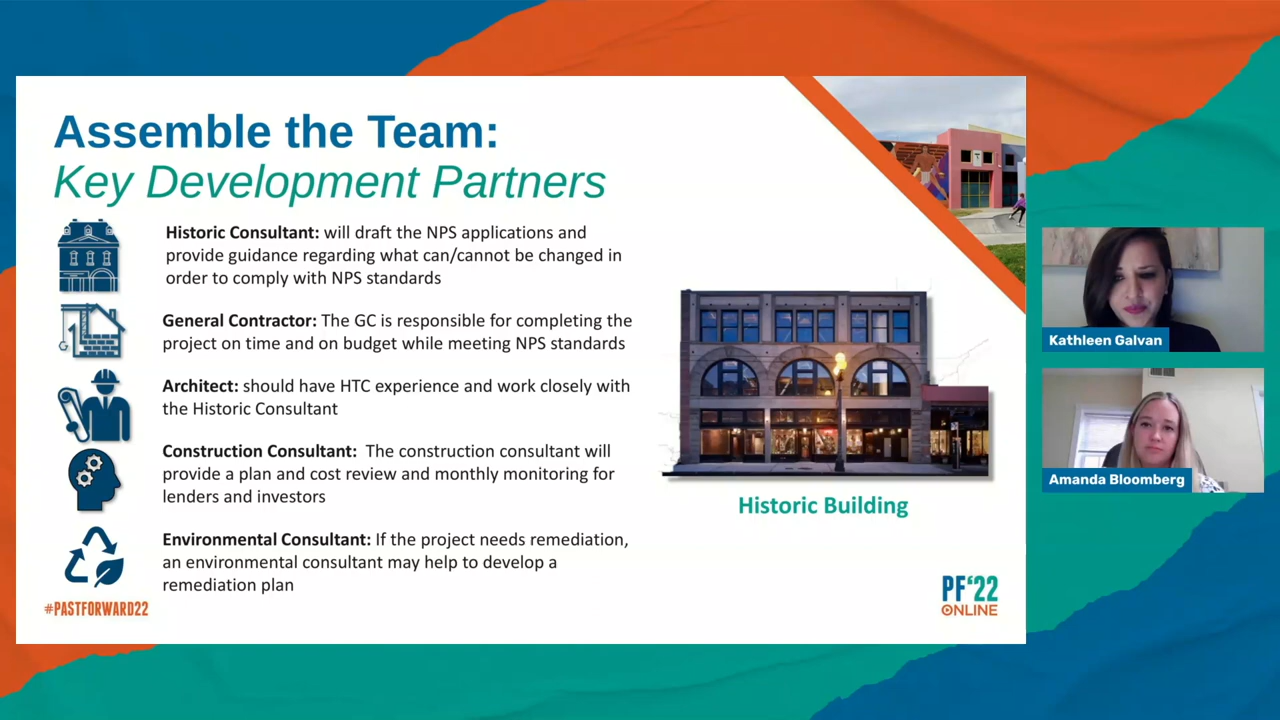 Assemble the Team:
Key Development Partners
Historic Consultant: will draft the NPS applications and
provide guidance regarding what can/cannot be changed in
order to comply with NPS standards
General Contractor: The GC is responsible for completing the
project on time and on budget while meeting NPS standards
Architect: should have HTC experience and work closely with
the Historic Consultant
Construction Consultant:  The construction consultant will
provide a plan and cost review and monthly monitoring for
lenders and investors
Environmental Consultant: If the project needs remediation,
an environmental consultant may help to develop a
remediation plan
#PASTFORWARD22
Historic Building
PF‘22
ONLINE
Kathleen Galvan
Amanda Bloomberg